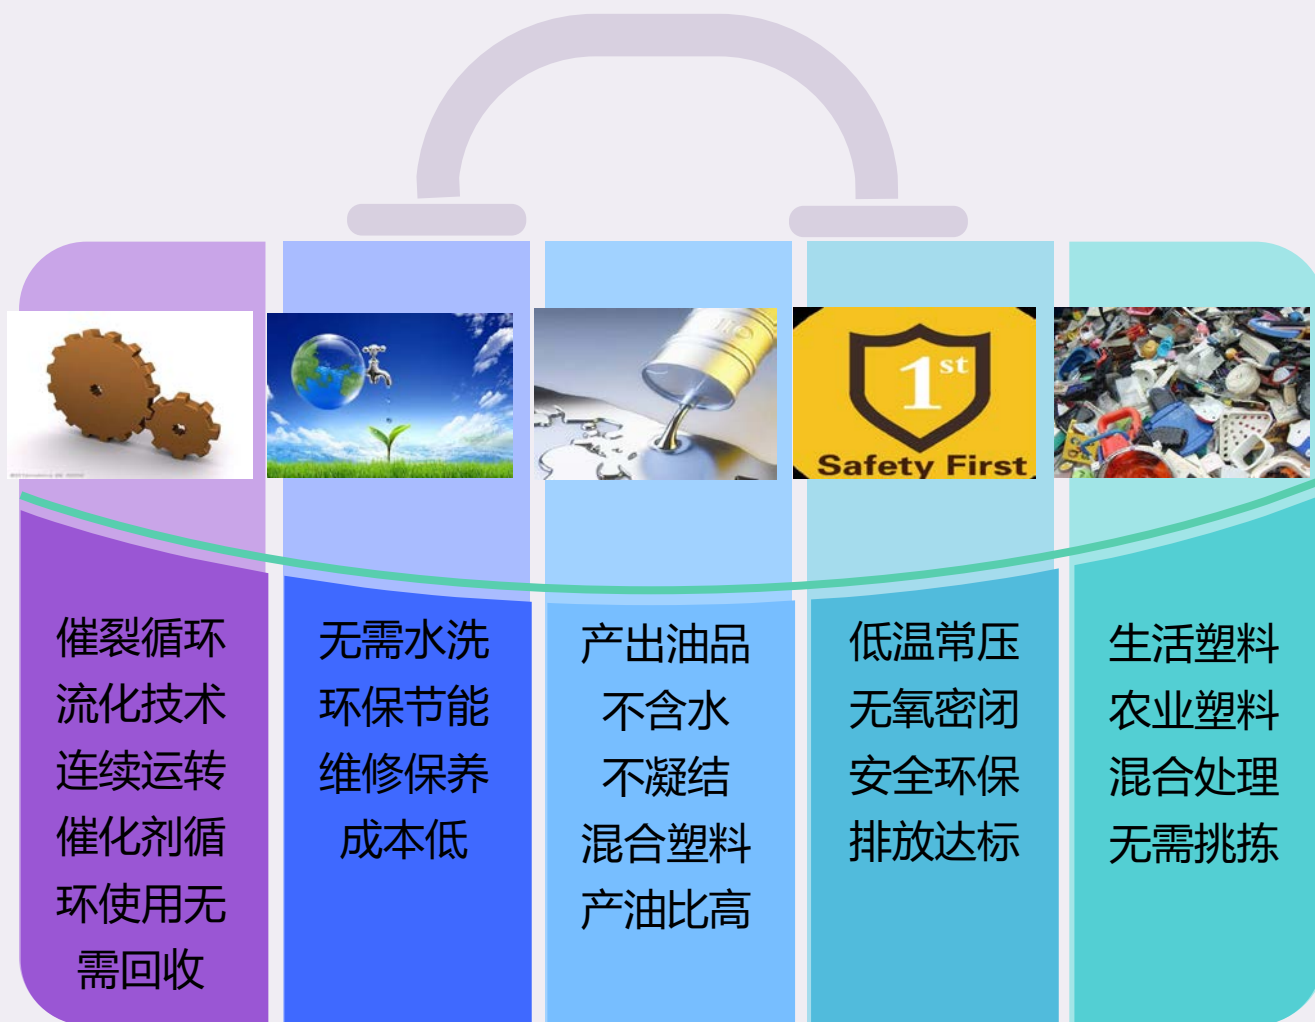 1st
Safety First
催裂循环
流化技术
连续运转
催化剂循
环使用无
需回收
无需水洗
环保节能
维修保养
成本低
产出油品
不含水
不凝结
混合塑料
产油比高
低温常压
无氧密闭
安全环保
排放达标
生活塑料
农业塑料
混合处理
无需挑拣